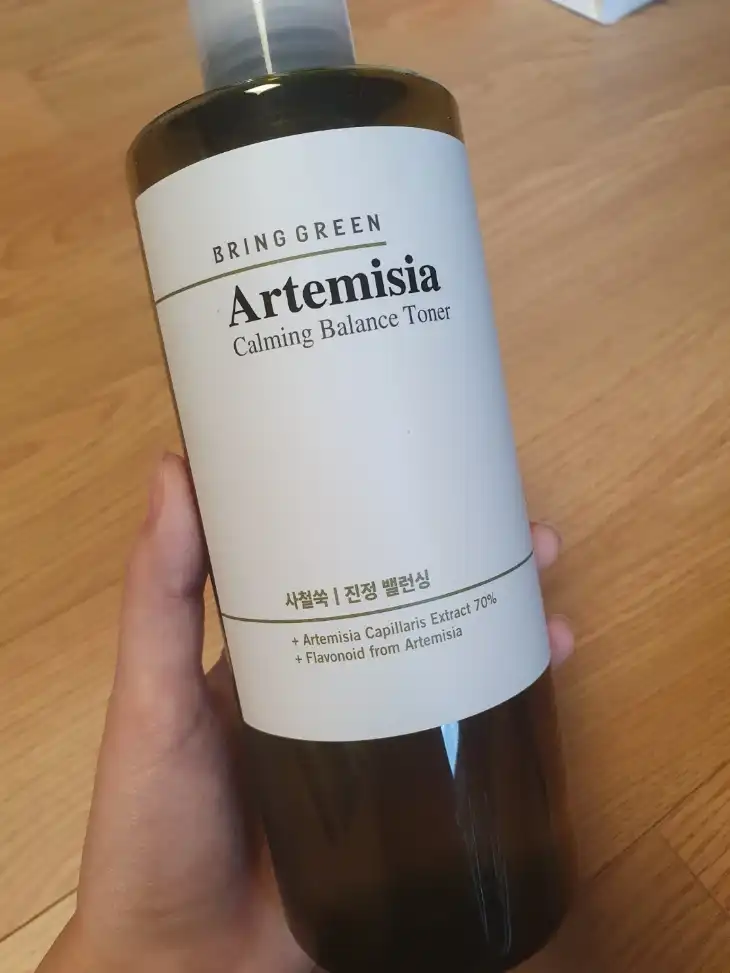 BRING GREEN
Artemisia
Calming Balance Toner
사철쑥 | 진정 밸런싱
+ Artemisia Capillaris Extract 70%
+ Flavonoid from Artemisia